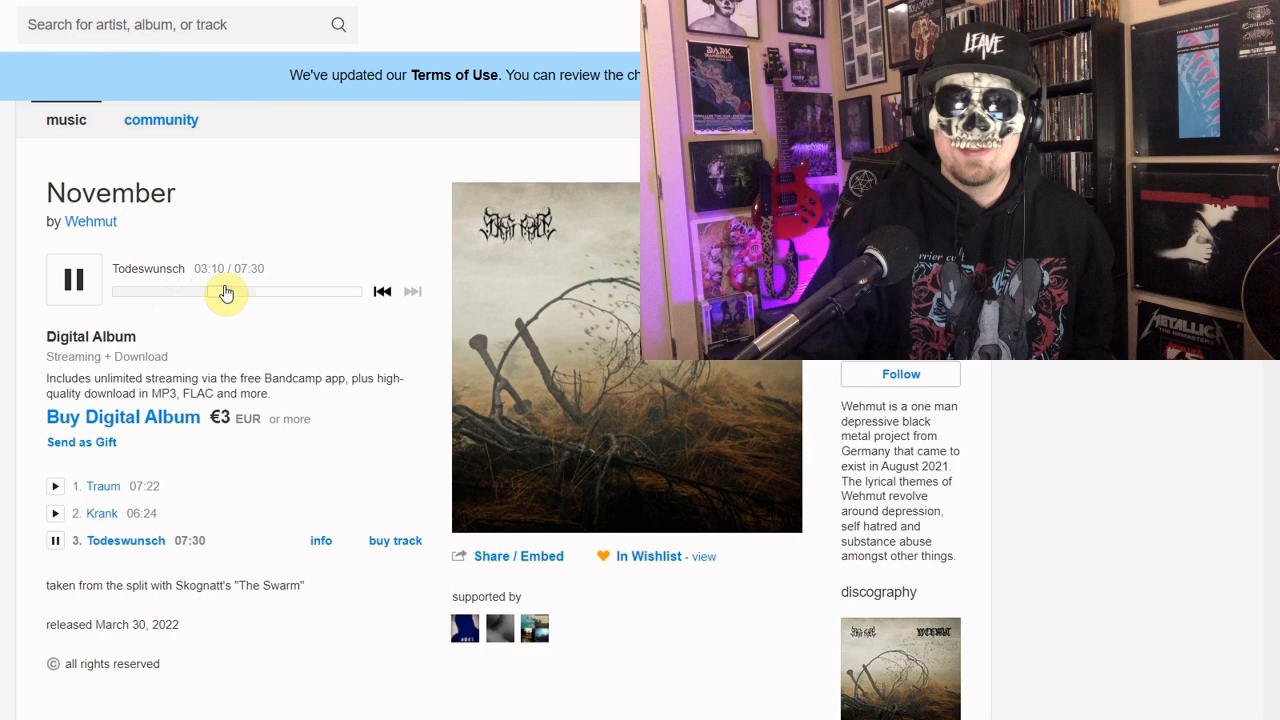 Search for artist, album, or track
We've updated our Terms of Use. You can review the ch
music
community
November
by Wehmut
Todeswunsch 03:10 / 07:30
Digital Album
Streaming + Download
Includes unlimited streaming via the free Bandcamp app, plus high-
quality download in MP3, FLAC and more.
Buy Digital Album €3 EUR or more
Send as Gift
1. Traum 07:22
2. Krank 06:24
3. Todeswunsch 07:30 info buy track
taken from the split with Skognatt's "The Swarm"
released March 30, 2022
© all rights reserved
Share / Embed
In Wishlist - view
supported by
Follow
Wehmut is a one man
depressive black
metal project from
Germany that came to
exist in August 2021.
The lyrical themes of
Wehmut revolve
around depression,
self hatred and
substance abuse
amongst other things.
discography
LEAVE
DARK
METALLICA
THE REMASTERED